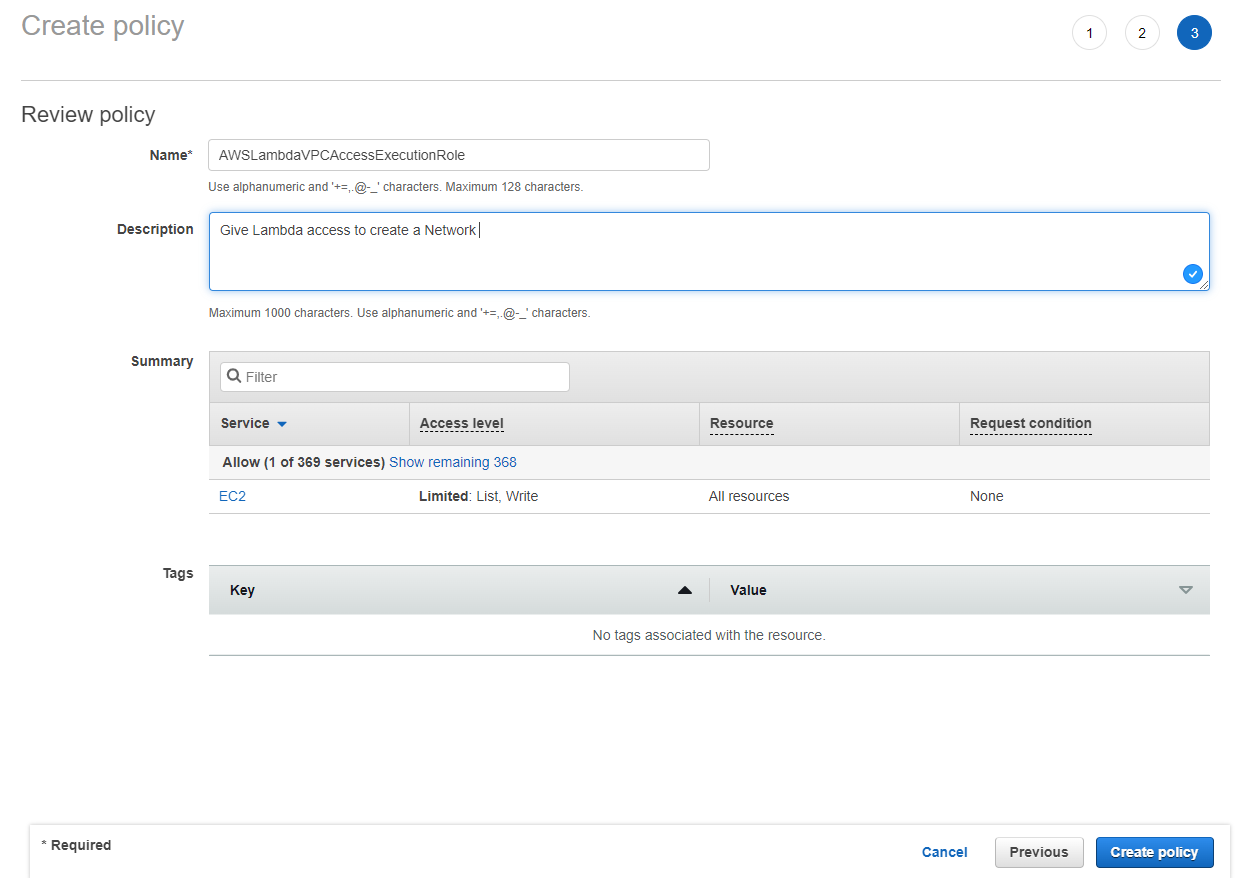 Create policy
1 2 3
Review policy
Name* AWSLambdaVPCAccessExecutionRole
Use alphanumeric and '+=,.@-_' characters. Maximum 128 characters.
Description Give Lambda access to create a Network
Maximum 1000 characters. Use alphanumeric and '+=,.@-_' characters.
Summary
Filter
Service Access level Resource Request condition
Allow (1 of 369 services) Show remaining 368
EC2 Limited: List, Write All resources None
Tags
Key Value
No tags associated with the resource.
* Required
Cancel Previous Create policy